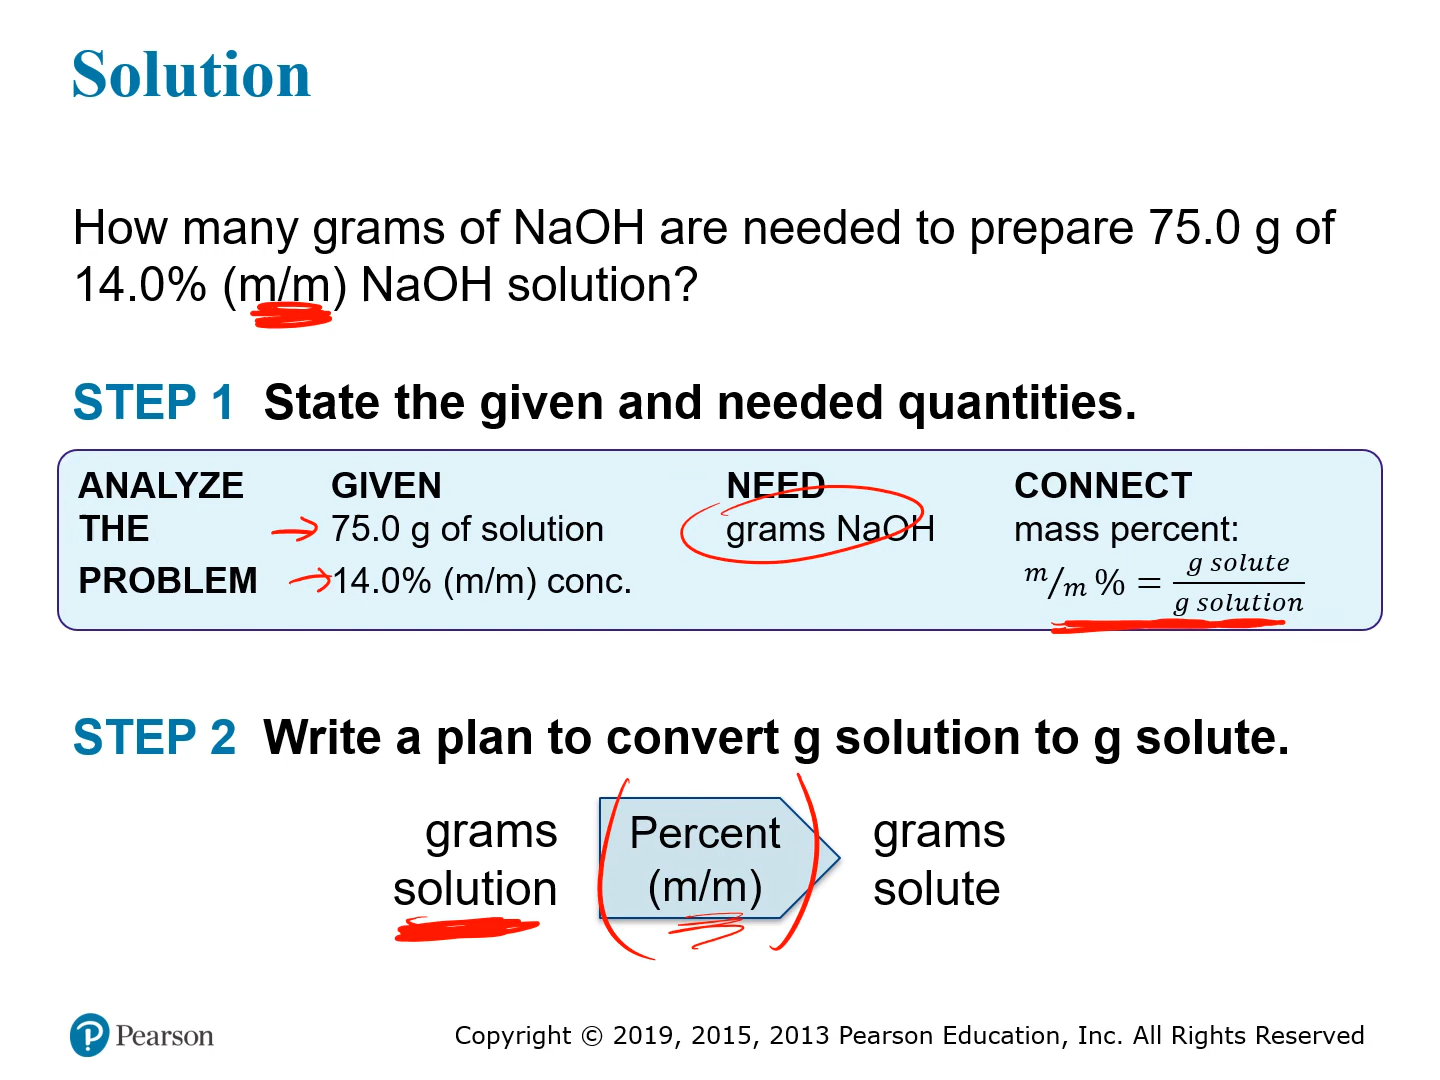 Solution
How many grams of NaOH are needed to prepare 75.0 g of
14.0% (m/m) NaOH solution?
STEP 1 State the given and needed quantities.
ANALYZE GIVEN NEED CONNECT
THE 75.0 g of solution grams NaOH mass percent:
PROBLEM 14.0% (m/m) conc. m/m % = g solute / g solution
STEP 2 Write a plan to convert g solution to g solute.
grams Percent grams
solution (m/m) solute
Pearson Copyright © 2019, 2015, 2013 Pearson Education, Inc. All Rights Reserved